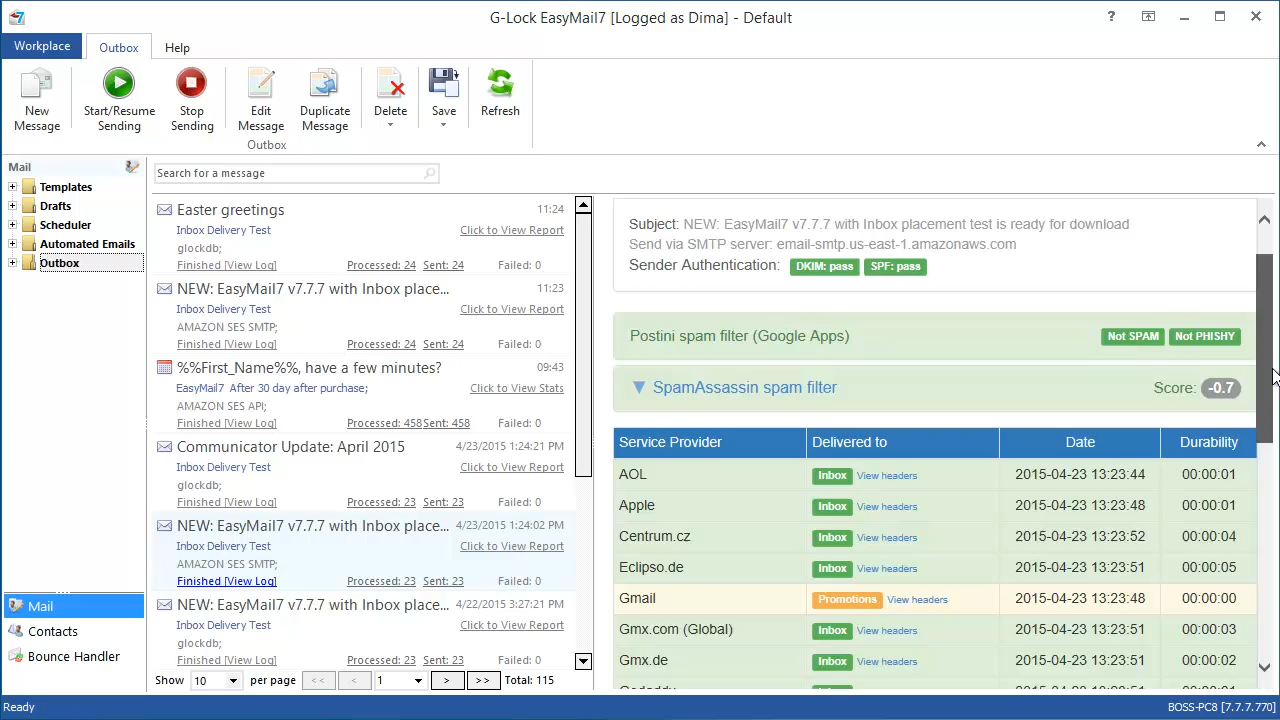 G-Lock EasyMail7 [Logged as Dima] - Default
Workplace
Outbox
Help
New Message
Start/Resume Sending
Stop Sending
Edit Message
Duplicate Message
Delete
Save
Refresh
Outbox
Mail
Templates
Drafts
Scheduler
Automated Emails
Outbox
Mail
Contacts
Bounce Handler
Search for a message
Easter greetings 11:24
Inbox Delivery Test Click to View Report
glockdb;
Finished [View Log] Processed: 24 Sent: 24 Failed: 0
NEW: EasyMail7 v7.7.7 with Inbox place... 11:23
Inbox Delivery Test Click to View Report
AMAZON SES SMTP;
Finished [View Log] Processed: 24 Sent: 24 Failed: 0
%%First_Name%%, have a few minutes? 09:43
EasyMail7 After 30 day after purchase; Click to View Stats
AMAZON SES API;
Finished [View Log] Processed: 458 Sent: 458 Failed: 0
Communicator Update: April 2015 4/23/2015 1:24:21 PM
Inbox Delivery Test Click to View Report
glockdb;
Finished [View Log] Processed: 23 Sent: 23 Failed: 0
NEW: EasyMail7 v7.7.7 with Inbox place... 4/23/2015 1:24:02 PM
Inbox Delivery Test Click to View Report
AMAZON SES SMTP;
Finished [View Log] Processed: 23 Sent: 23 Failed: 0
NEW: EasyMail7 v7.7.7 with Inbox place... 4/22/2015 3:27:21 PM
Inbox Delivery Test Click to View Report
glockdb;
Finished [View Log] Processed: 23 Sent: 23 Failed: 0
Show 10 per page << < 1 > >> Total: 115
Subject: NEW: EasyMail7 v7.7.7 with Inbox placement test is ready for download
Send via SMTP server: email-smtp.us-east-1.amazonaws.com
Sender Authentication: DKIM: pass SPF: pass
Postini spam filter (Google Apps) Not SPAM Not PHISHY
SpamAssassin spam filter Score: -0.7
Service Provider Delivered to Date Durability
AOL Inbox View headers 2015-04-23 13:23:44 00:00:01
Apple Inbox View headers 2015-04-23 13:23:48 00:00:01
Centrum.cz Inbox View headers 2015-04-23 13:23:52 00:00:04
Eclipso.de Inbox View headers 2015-04-23 13:23:51 00:00:05
Gmail Promotions View headers 2015-04-23 13:23:48 00:00:00
Gmx.com (Global) Inbox View headers 2015-04-23 13:23:51 00:00:03
Gmx.de Inbox View headers 2015-04-23 13:23:51 00:00:02
Ready
BOSS-PC8 [7.7.7.770]